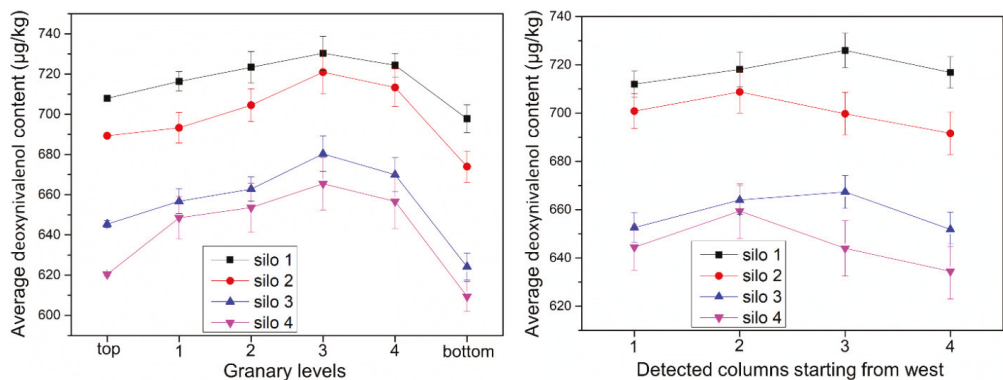 Average deoxynivalenol content (µg/kg)
740
720
700
680
660
640
620
600
silo 1
silo 2
silo 3
silo 4
top 1 2 3 4 bottom
Granary levels
Average deoxynivalenol content (µg/kg)
740
720
700
680
660
640
620
silo 1
silo 2
silo 3
silo 4
1 2 3 4
Detected columns starting from west